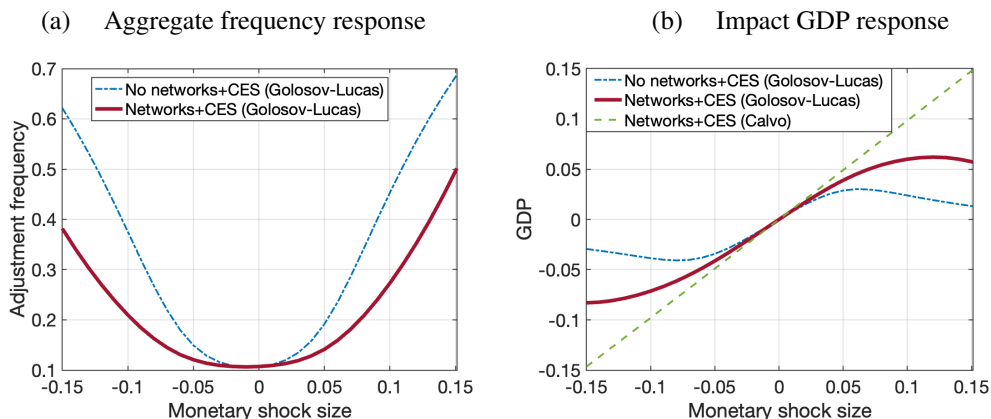 (a) Aggregate frequency response
0.7
0.6
0.5
0.4
0.3
0.2
0.1
Adjustment frequency
No networks+CES (Golosov-Lucas)
Networks+CES (Golosov-Lucas)
-0.15 -0.1 -0.05 0 0.05 0.1 0.15
Monetary shock size
(b) Impact GDP response
0.15
0.10
0.05
0
-0.05
-0.1
-0.15
GDP
No networks+CES (Golosov-Lucas)
Networks+CES (Golosov-Lucas)
Networks+CES (Calvo)
-0.15 -0.1 -0.05 0 0.05 0.1 0.15
Monetary shock size